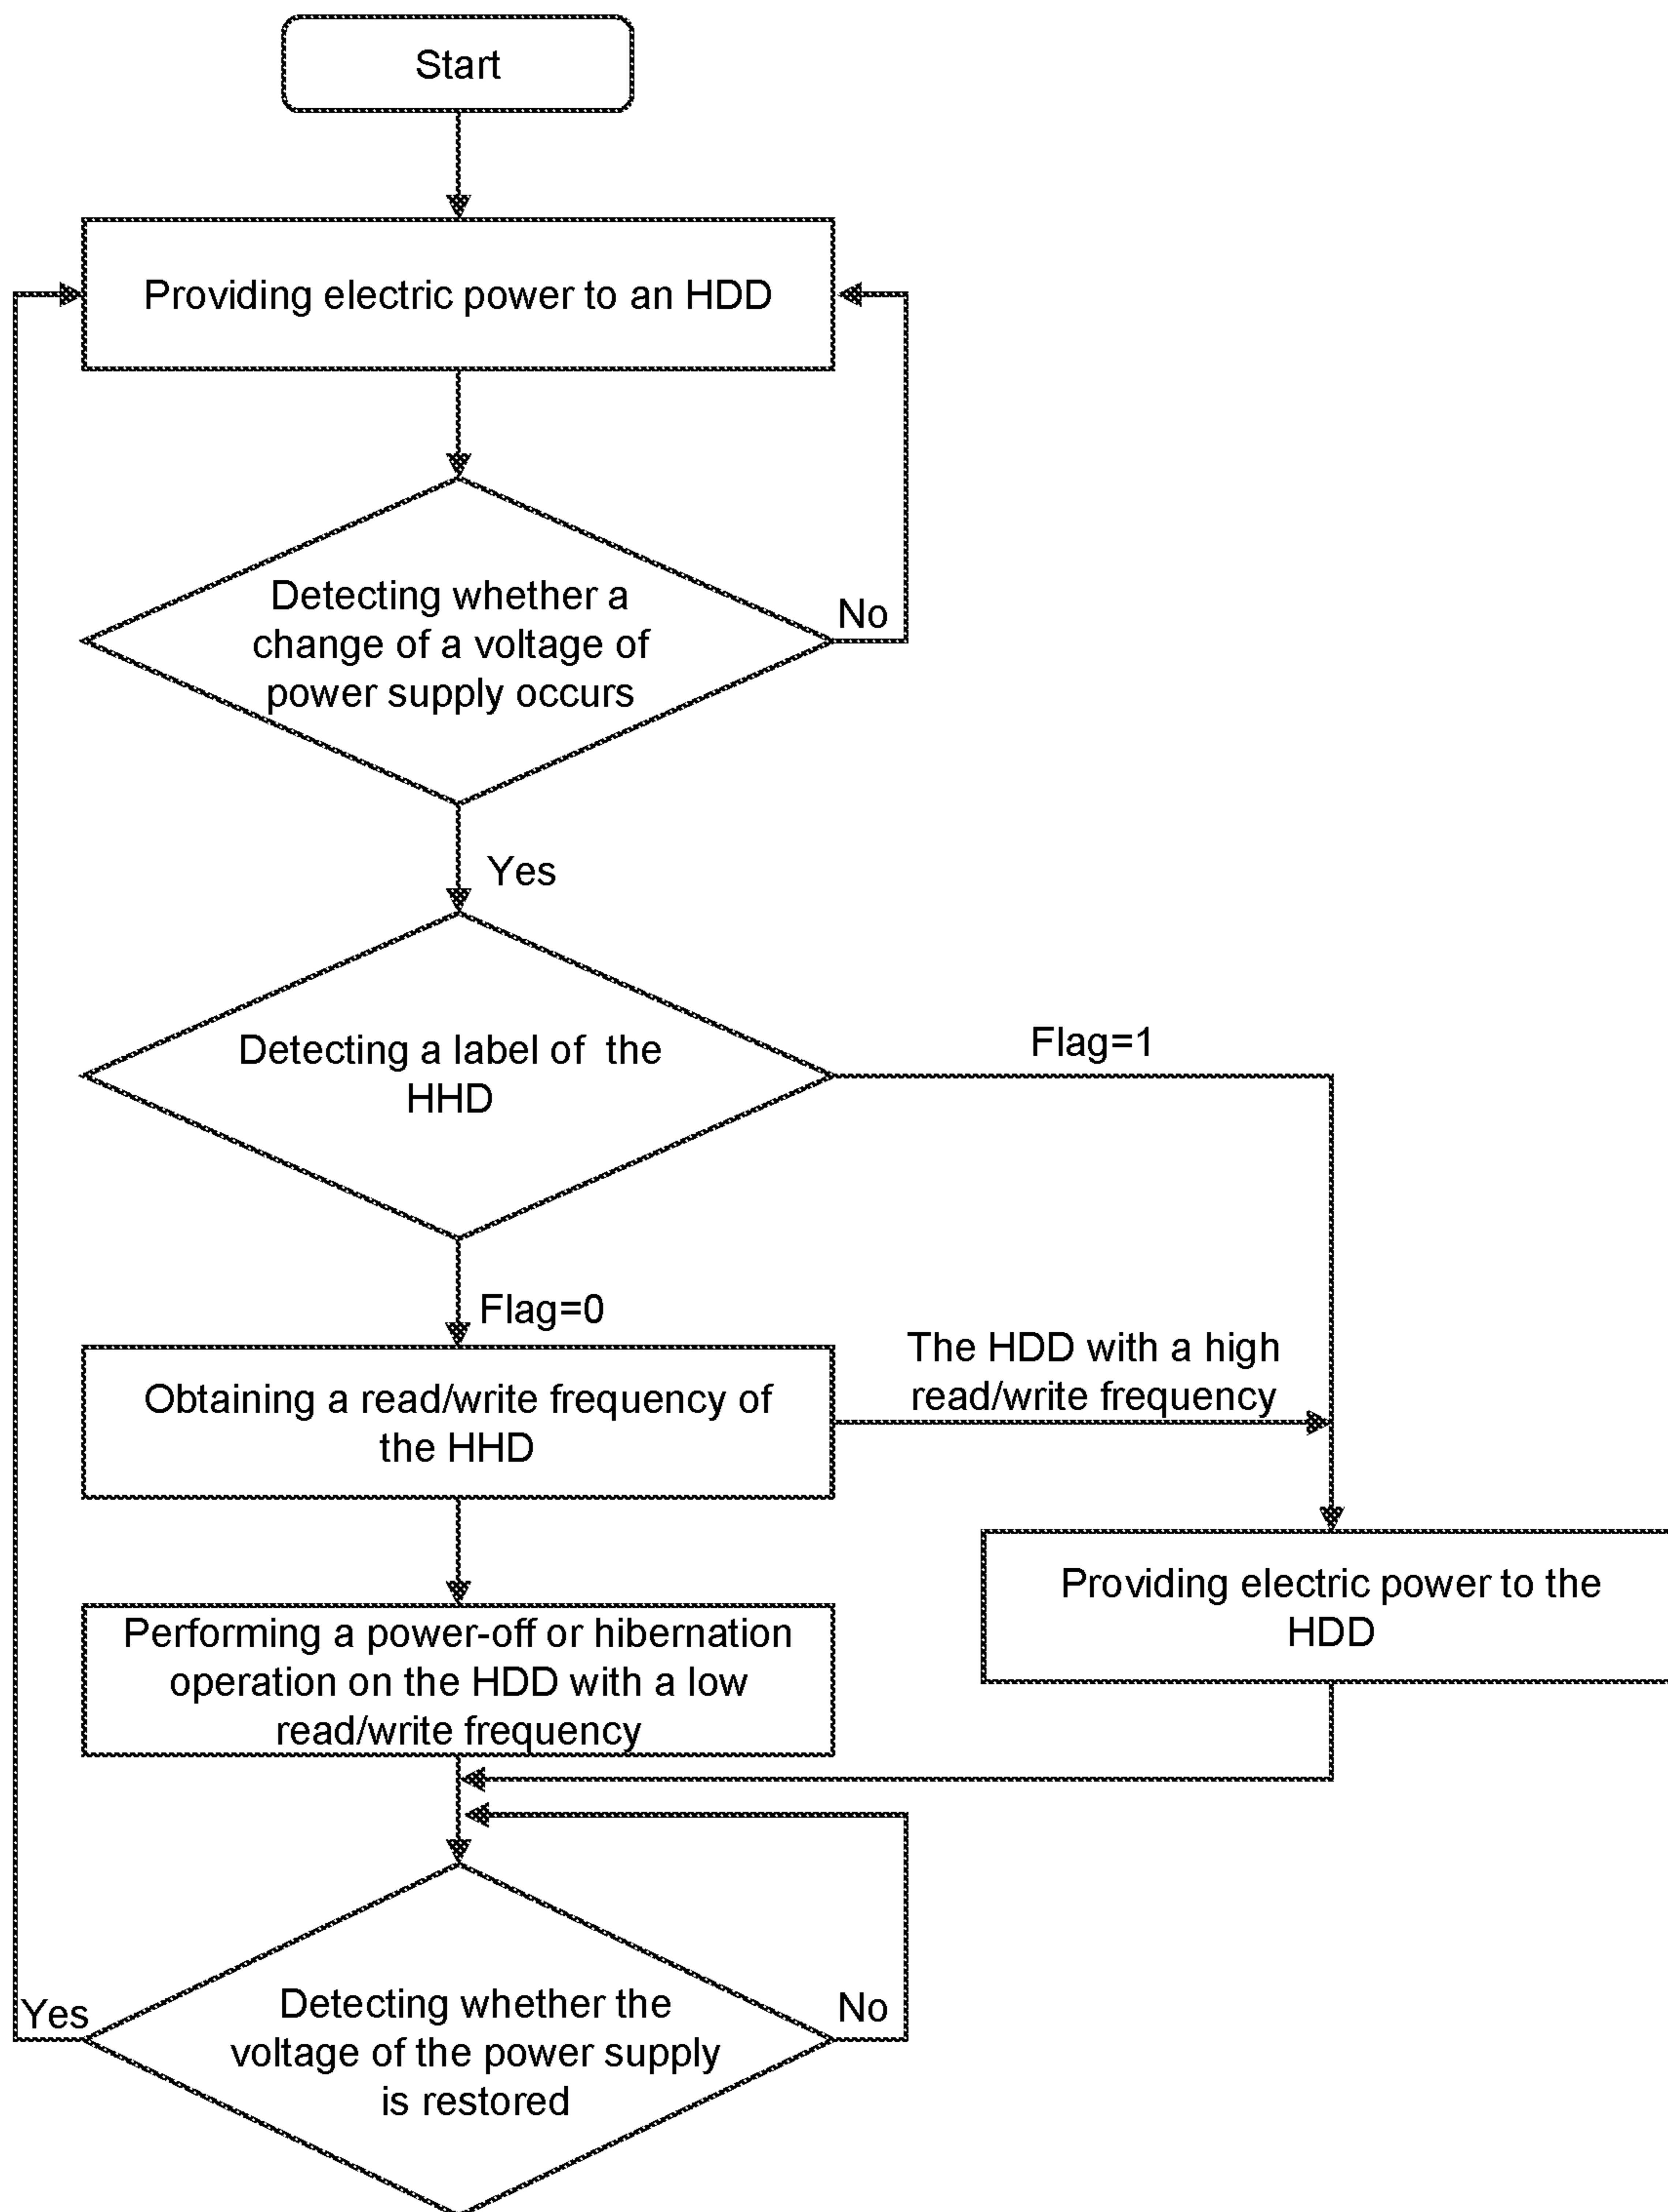 Start
Providing electric power to an HDD
Detecting whether a
change of a voltage of
power supply occurs
No
Yes
Detecting a label of the
HHD
Flag=1
Flag=0
The HDD with a high
read/write frequency
Obtaining a read/write frequency of
the HHD
Providing electric power to the
HDD
Performing a power-off or hibernation
operation on the HDD with a low
read/write frequency
Yes
Detecting whether the
voltage of the power supply
is restored
No